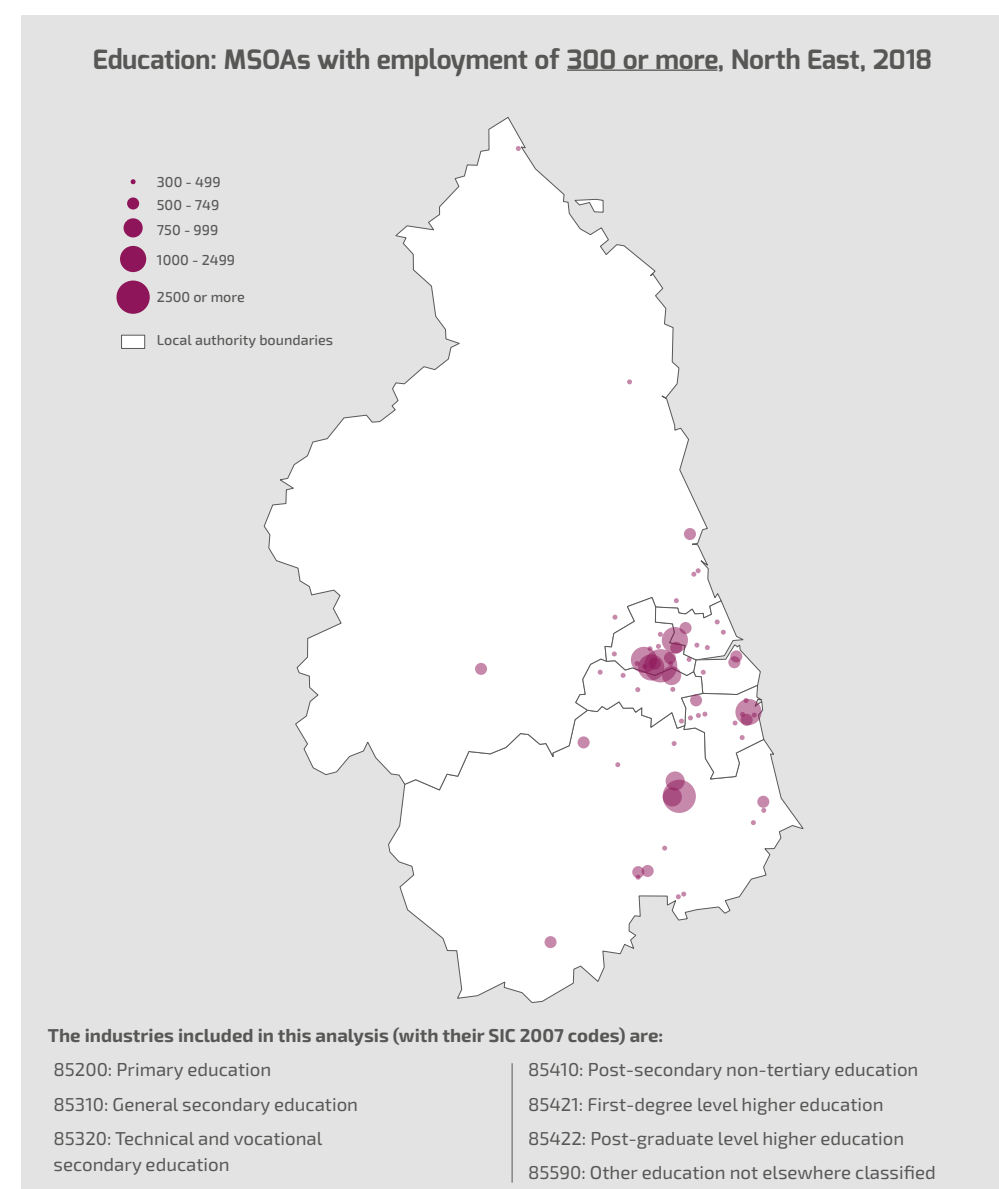 Education: MSOAs with employment of 300 or more, North East, 2018
300 - 499
500 - 749
750 - 999
1000 - 2499
2500 or more
Local authority boundaries
The industries included in this analysis (with their SIC 2007 codes) are:
85200: Primary education
85310: General secondary education
85320: Technical and vocational
secondary education
85410: Post-secondary non-tertiary education
85421: First-degree level higher education
85422: Post-graduate level higher education
85590: Other education not elsewhere classified